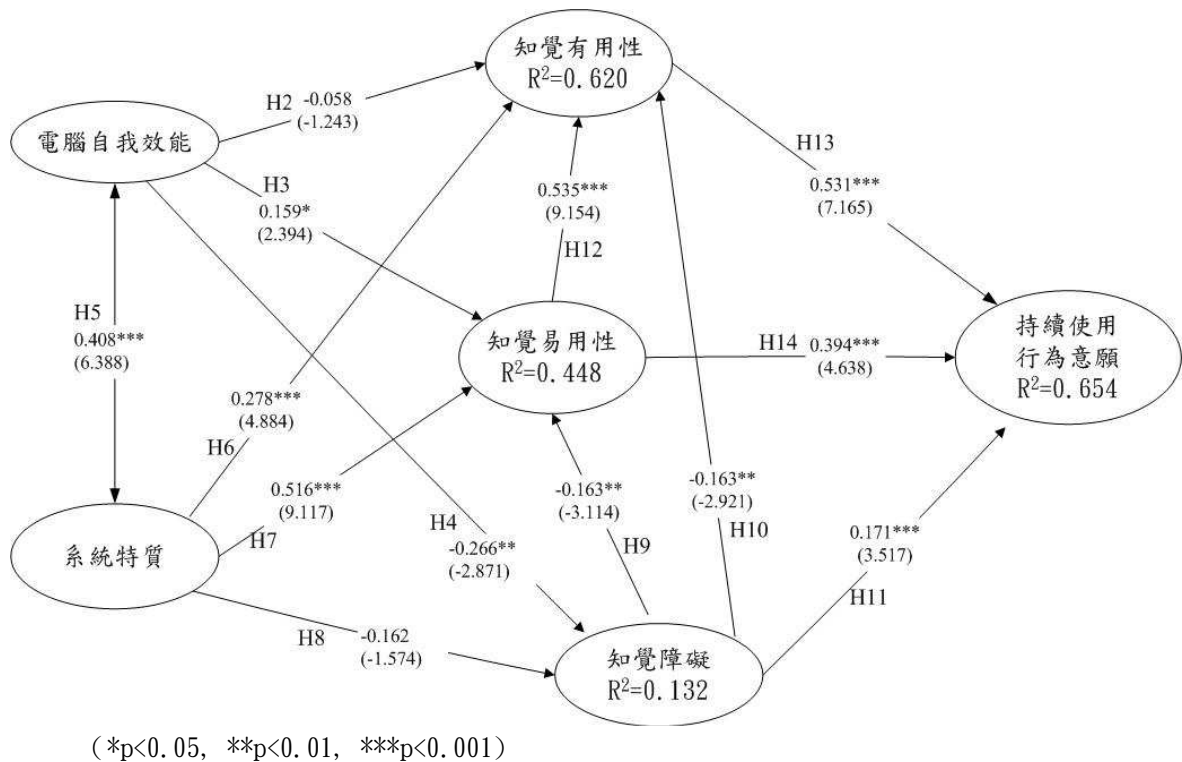 知覺有用性
R²=0.620
H2 -0.058
(-1.243)
電腦自我效能
H13
H3
0.159*
(2.394)
0.535***
(9.154)
0.531***
(7.165)
H12
H5
0.408***
(6.388)
知覺易用性
R²=0.448
H14 0.394***
(4.638)
持續使用
行為意願
R²=0.654
0.278***
(4.884)
H6
0.516***
(9.117)
H7
-0.163**
(-3.114)
-0.163**
(-2.921)
H4
-0.266**
(-2.871)
H9
H10
0.171***
(3.517)
H11
系統特質
H8 -0.162
(-1.574)
知覺障礙
R²=0.132
(*p<0.05, **p<0.01, ***p<0.001)